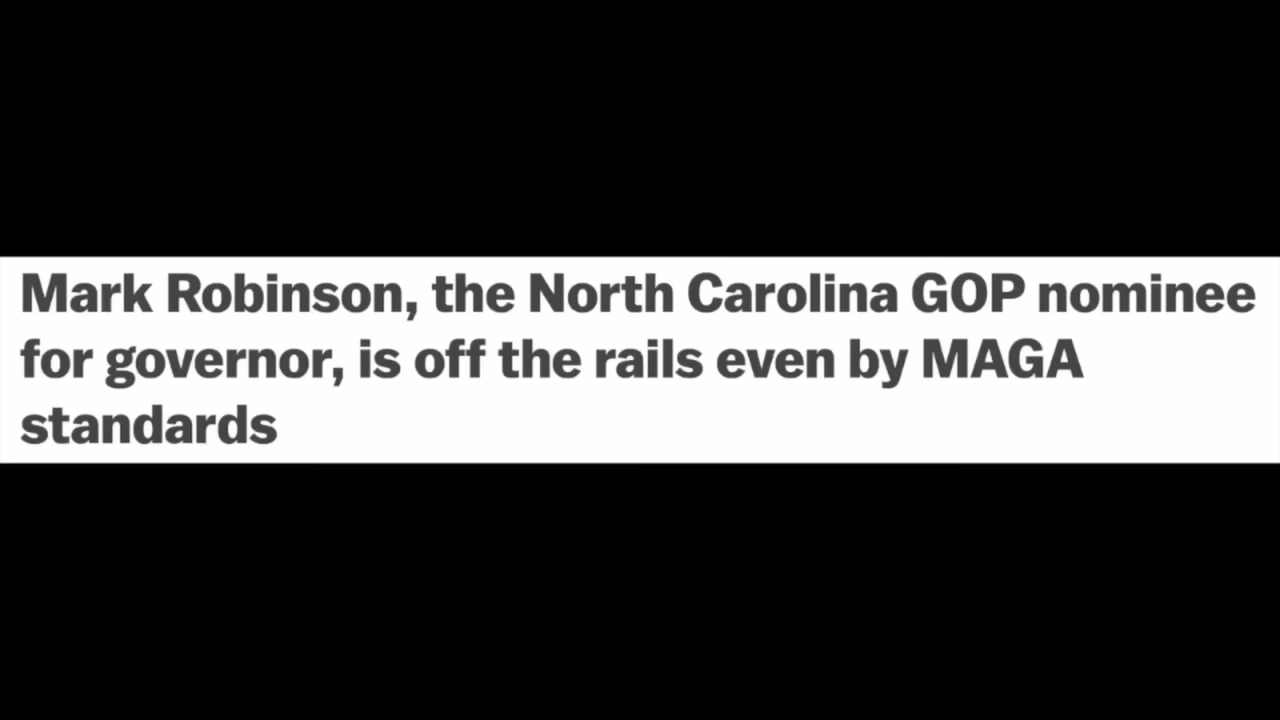 Mark Robinson, the North Carolina GOP nominee
for governor, is off the rails even by MAGA
standards